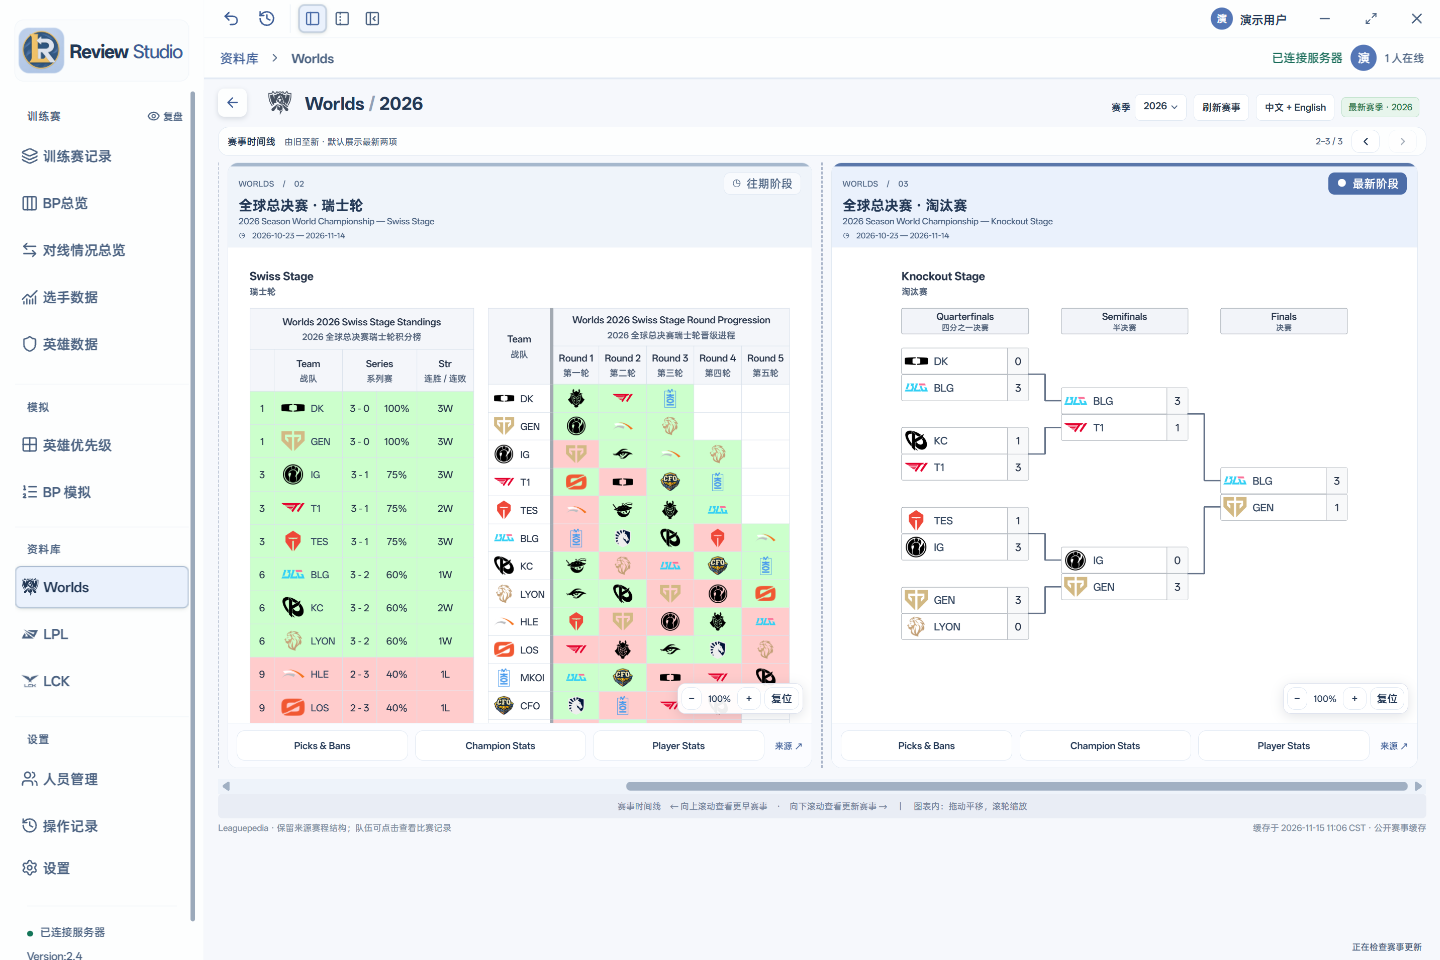 Review Studio
演 演示用户
资料库 > Worlds
已连接服务器 演 1 人在线
训练赛 复盘
训练赛记录
BP总览
对线情况总览
选手数据
英雄数据
模拟
英雄优先级
BP 模拟
资料库
Worlds
LPL
LCK
设置
人员管理
操作记录
设置
已连接服务器
Version:2.4
Worlds / 2026
赛季 2026 刷新赛事 中文 + English 最新赛季 · 2026
赛事时间线 由旧至新 · 默认展示最新两项 2–3 / 3
WORLDS / 02 往期阶段
全球总决赛 · 瑞士轮
2026 Season World Championship — Swiss Stage
2026-10-23 — 2026-11-14
Swiss Stage
瑞士轮
Worlds 2026 Swiss Stage Standings
2026 全球总决赛瑞士轮积分榜
Team Series Str
战队 系列赛 连胜 / 连败
1 DK 3 - 0 100% 3W
1 GEN 3 - 0 100% 3W
3 IG 3 - 1 75% 3W
3 T1 3 - 1 75% 2W
3 TES 3 - 1 75% 3W
6 BLG 3 - 2 60% 1W
6 KC 3 - 2 60% 2W
6 LYON 3 - 2 60% 1W
9 HLE 2 - 3 40% 1L
9 LOS 2 - 3 40% 1L
Worlds 2026 Swiss Stage Round Progression
2026 全球总决赛瑞士轮晋级进程
Team
战队
Round 1 Round 2 Round 3 Round 4 Round 5
第一轮 第二轮 第三轮 第四轮 第五轮
DK
GEN
IG
T1
TES
BLG
KC
LYON
HLE
LOS
MKOI
CFO
− 100% + 复位
Picks & Bans Champion Stats Player Stats 来源 ↗
WORLDS / 03 最新阶段
全球总决赛 · 淘汰赛
2026 Season World Championship — Knockout Stage
2026-10-23 — 2026-11-14
Knockout Stage
淘汰赛
Quarterfinals Semifinals Finals
四分之一决赛 半决赛 决赛
DK 0
BLG 3
KC 1
T1 3
TES 1
IG 3
GEN 3
LYON 0
BLG 3
T1 1
IG 0
GEN 3
BLG 3
GEN 1
− 100% + 复位
Picks & Bans Champion Stats Player Stats 来源 ↗
赛事时间线 ←向上滚动查看更早赛事 · 向下滚动查看更新赛事→ | 图表内：拖动平移，滚轮缩放
Leaguepedia · 保留来源赛程结构；队伍可点击查看比赛记录 缓存于 2026-11-15 11:06 CST · 公开赛事缓存
正在检查赛事更新